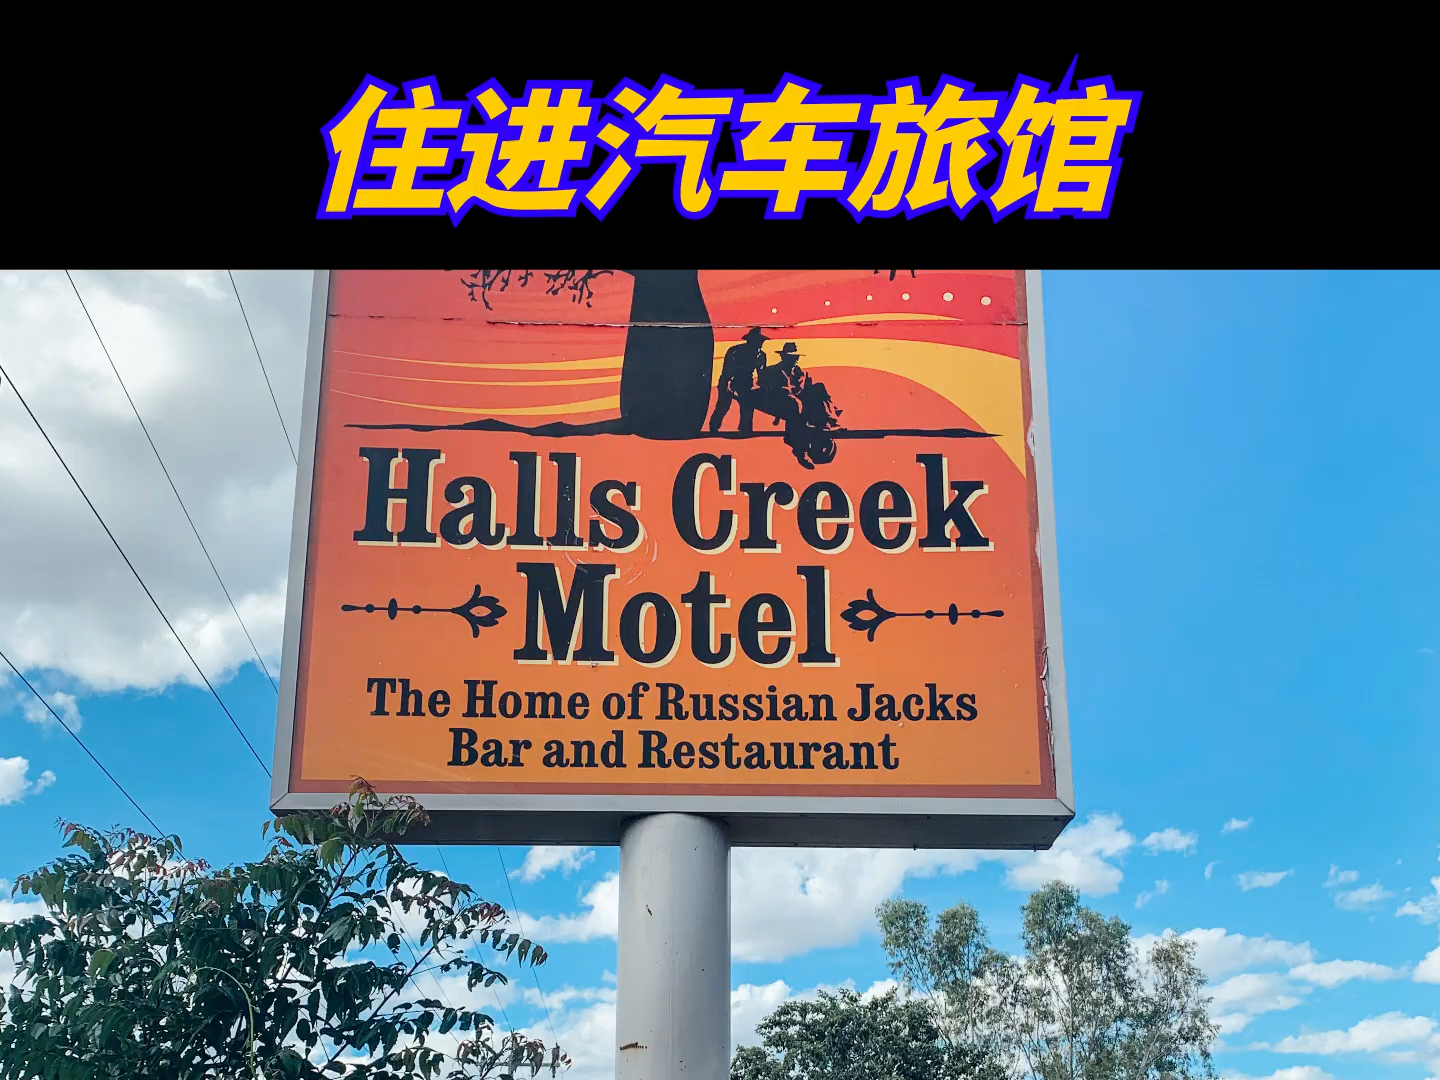 住进汽车旅馆
Halls Creek
Motel
The Home of Russian Jacks
Bar and Restaurant